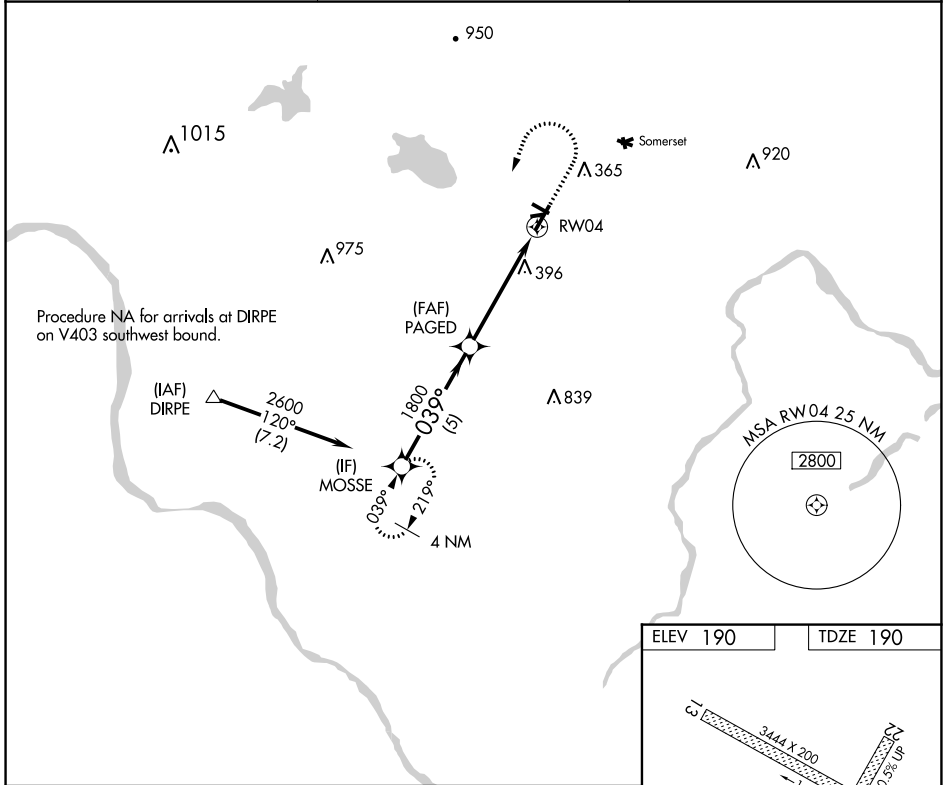 950
1015
Somerset
920
365
RW04
975
396
(FAF)
PAGED
Procedure NA for arrivals at DIRPE
on V403 southwest bound.
(IAF)
DIRPE
2600
120°
(7.2)
1800
039°
(5)
839
(IF)
MOSSE
039°
219°
4 NM
MSA RW04 25 NM
2800
ELEV 190
TDZE 190
13
3444 X 200
22
0.5% UP